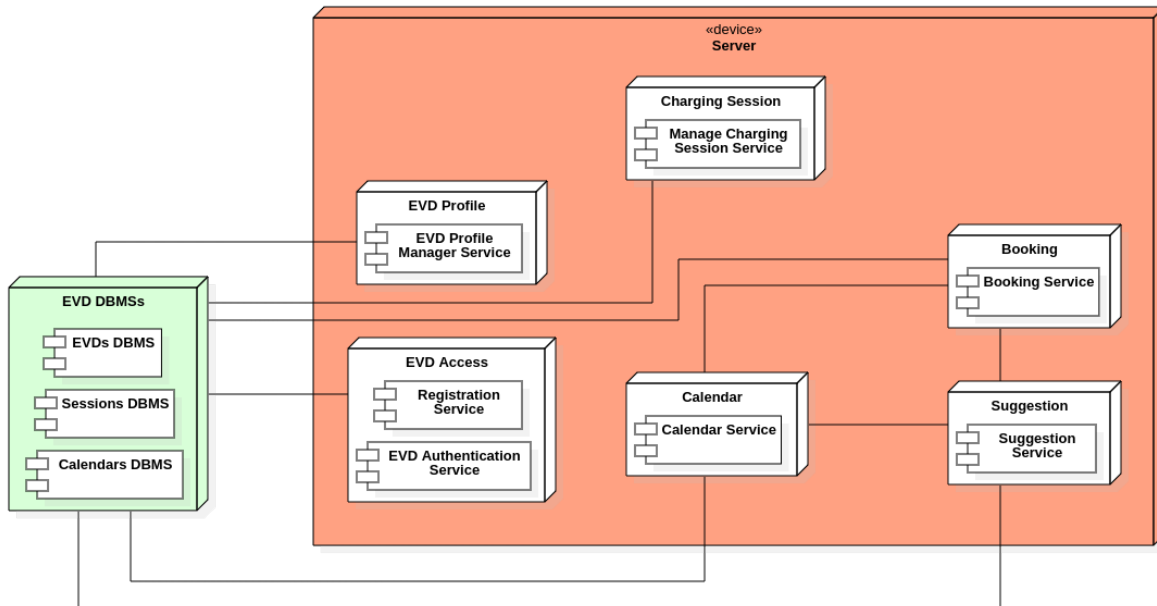 «device»
Server
Charging Session
Manage Charging
Session Service
EVD Profile
EVD Profile
Manager Service
Booking
Booking Service
EVD DBMSs
EVDs DBMS
Sessions DBMS
Calendars DBMS
EVD Access
Registration
Service
EVD Authentication
Service
Calendar
Calendar Service
Suggestion
Suggestion
Service